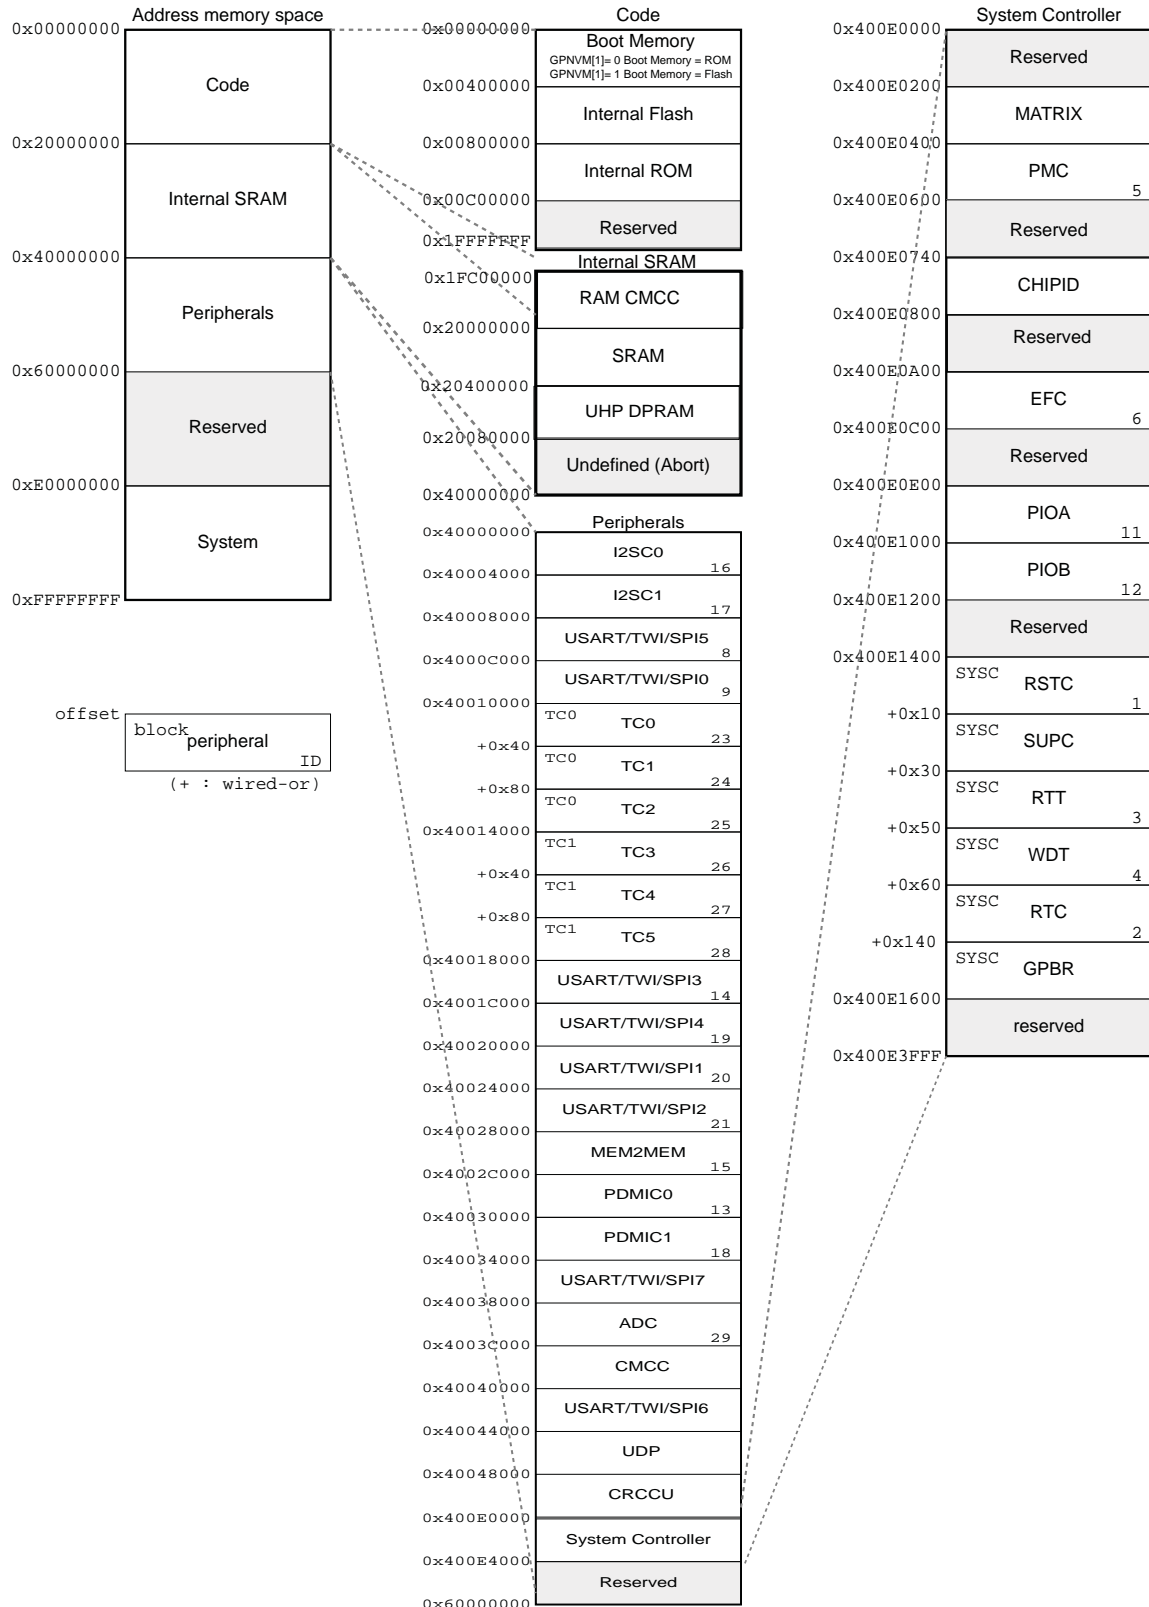 Address memory space
0x00000000
Code
0x20000000
Internal SRAM
0x40000000
Peripherals
0x60000000
Reserved
0xE0000000
System
0xFFFFFFFF
offset
block
peripheral
ID
(+ : wired-or)
Code
0x00000000
Boot Memory
GPNVM[1]= 0 Boot Memory = ROM
GPNVM[1]= 1 Boot Memory = Flash
0x00400000
Internal Flash
0x00800000
Internal ROM
0x00C00000
Reserved
0x1FFFFFFF
Internal SRAM
0x1FC00000
RAM CMCC
0x20000000
SRAM
0x20400000
UHP DPRAM
0x20080000
Undefined (Abort)
0x40000000
Peripherals
0x40000000
I2SC0
16
0x40004000
I2SC1
17
0x40008000
USART/TWI/SPI5
8
0x4000C000
USART/TWI/SPI0
9
0x40010000
TC0
TC0
23
+0x40
TC0
TC1
24
+0x80
TC0
TC2
25
0x40014000
TC1
TC3
26
+0x40
TC1
TC4
27
+0x80
TC1
TC5
28
0x40018000
USART/TWI/SPI3
14
0x4001C000
USART/TWI/SPI4
19
0x40020000
USART/TWI/SPI1
20
0x40024000
USART/TWI/SPI2
21
0x40028000
MEM2MEM
15
0x4002C000
PDMIC0
13
0x40030000
PDMIC1
18
0x40034000
USART/TWI/SPI7
0x40038000
ADC
29
0x4003C000
CMCC
0x40040000
USART/TWI/SPI6
0x40044000
UDP
0x40048000
CRCCU
0x400E0000
System Controller
0x400E4000
Reserved
0x60000000
System Controller
0x400E0000
Reserved
0x400E0200
MATRIX
0x400E0400
PMC
5
0x400E0600
Reserved
0x400E0740
CHIPID
0x400E0800
Reserved
0x400E0A00
EFC
6
0x400E0C00
Reserved
0x400E0E00
PIOA
11
0x400E1000
PIOB
12
0x400E1200
Reserved
0x400E1400
SYSC
RSTC
1
+0x10
SYSC
SUPC
+0x30
SYSC
RTT
3
+0x50
SYSC
WDT
4
+0x60
SYSC
RTC
2
+0x140
SYSC
GPBR
0x400E1600
reserved
0x400E3FFF